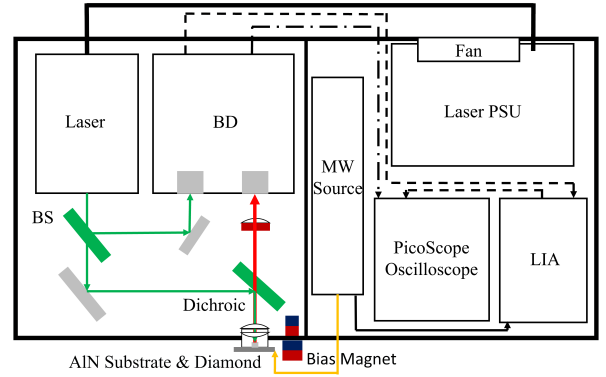 Fan
Laser
BD
Laser PSU
MW
Source
BS
PicoScope
Oscilloscope
LIA
Dichroic
AlN Substrate & Diamond
Bias Magnet